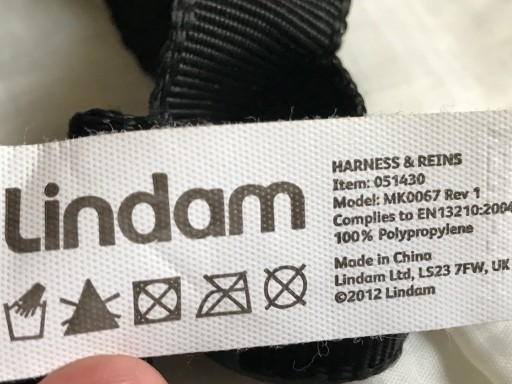 Lindam
HARNESS & REINS
Item: 051430
Model: MK0067 Rev 1
Complies to EN13210:2004
100% Polypropylene
Made in China
Lindam Ltd, LS23 7FW, UK
©2012 Lindam